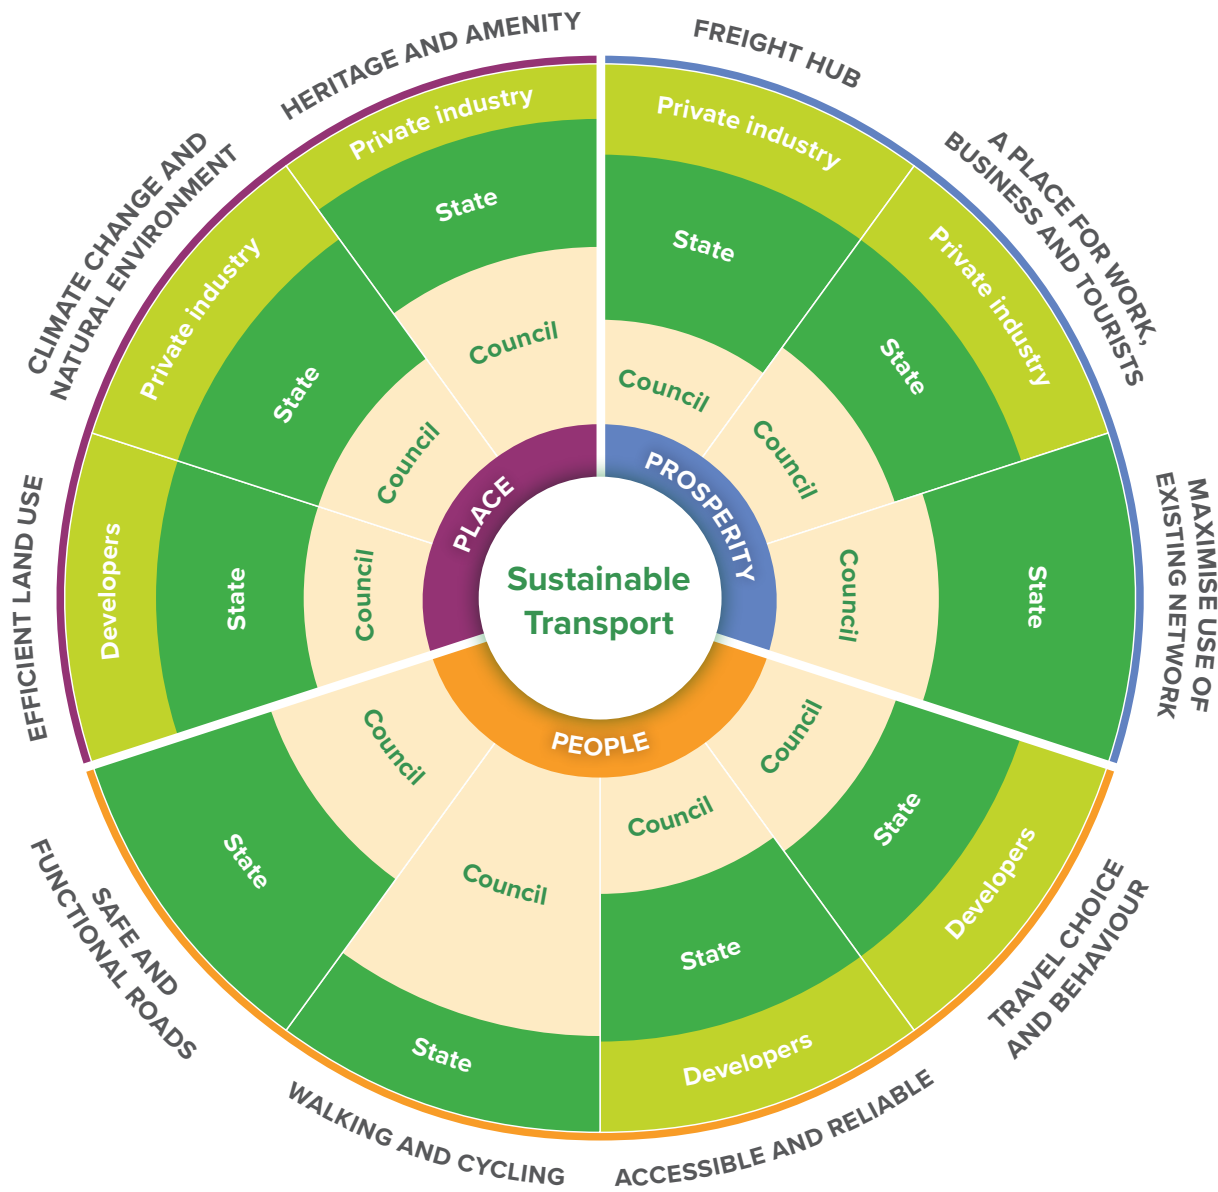 Sustainable
Transport
PROSPERITY
FREIGHT HUB
Private industry
State
Council
A PLACE FOR WORK,
BUSINESS AND TOURISTS
Private industry
State
Council
MAXIMISE USE OF
EXISTING NETWORK
State
Council
PEOPLE
TRAVEL CHOICE
AND BEHAVIOUR
Developers
State
Council
ACCESSIBLE AND RELIABLE
Developers
State
Council
WALKING AND CYCLING
State
Council
SAFE AND
FUNCTIONAL ROADS
State
Council
PLACE
EFFICIENT LAND USE
Developers
State
Council
CLIMATE CHANGE AND
NATURAL ENVIRONMENT
Private industry
State
Council
HERITAGE AND AMENITY
Private industry
State
Council